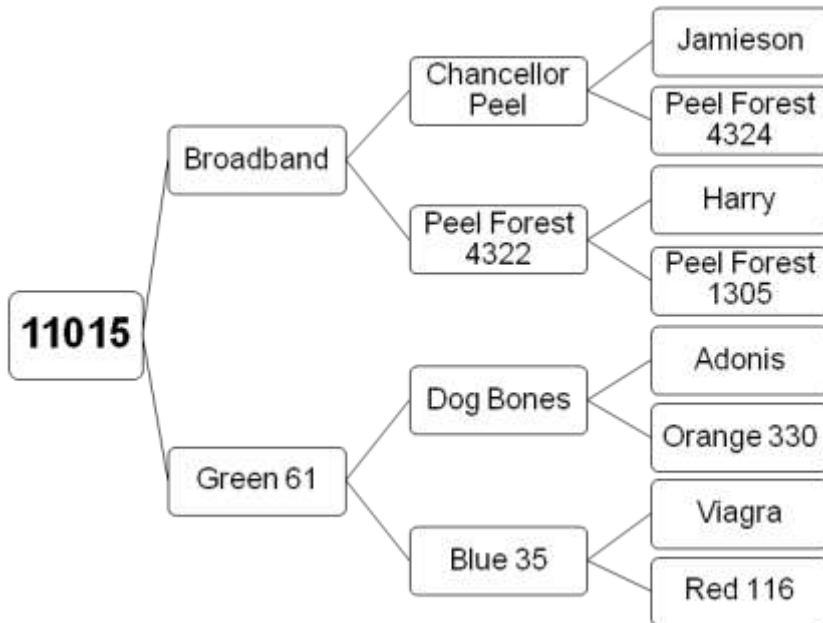 Jamieson
Chancellor
Peel
Peel Forest
4324
Broadband
Harry
Peel Forest
4322
Peel Forest
1305
11015
Adonis
Dog Bones
Orange 330
Green 61
Viagra
Blue 35
Red 116